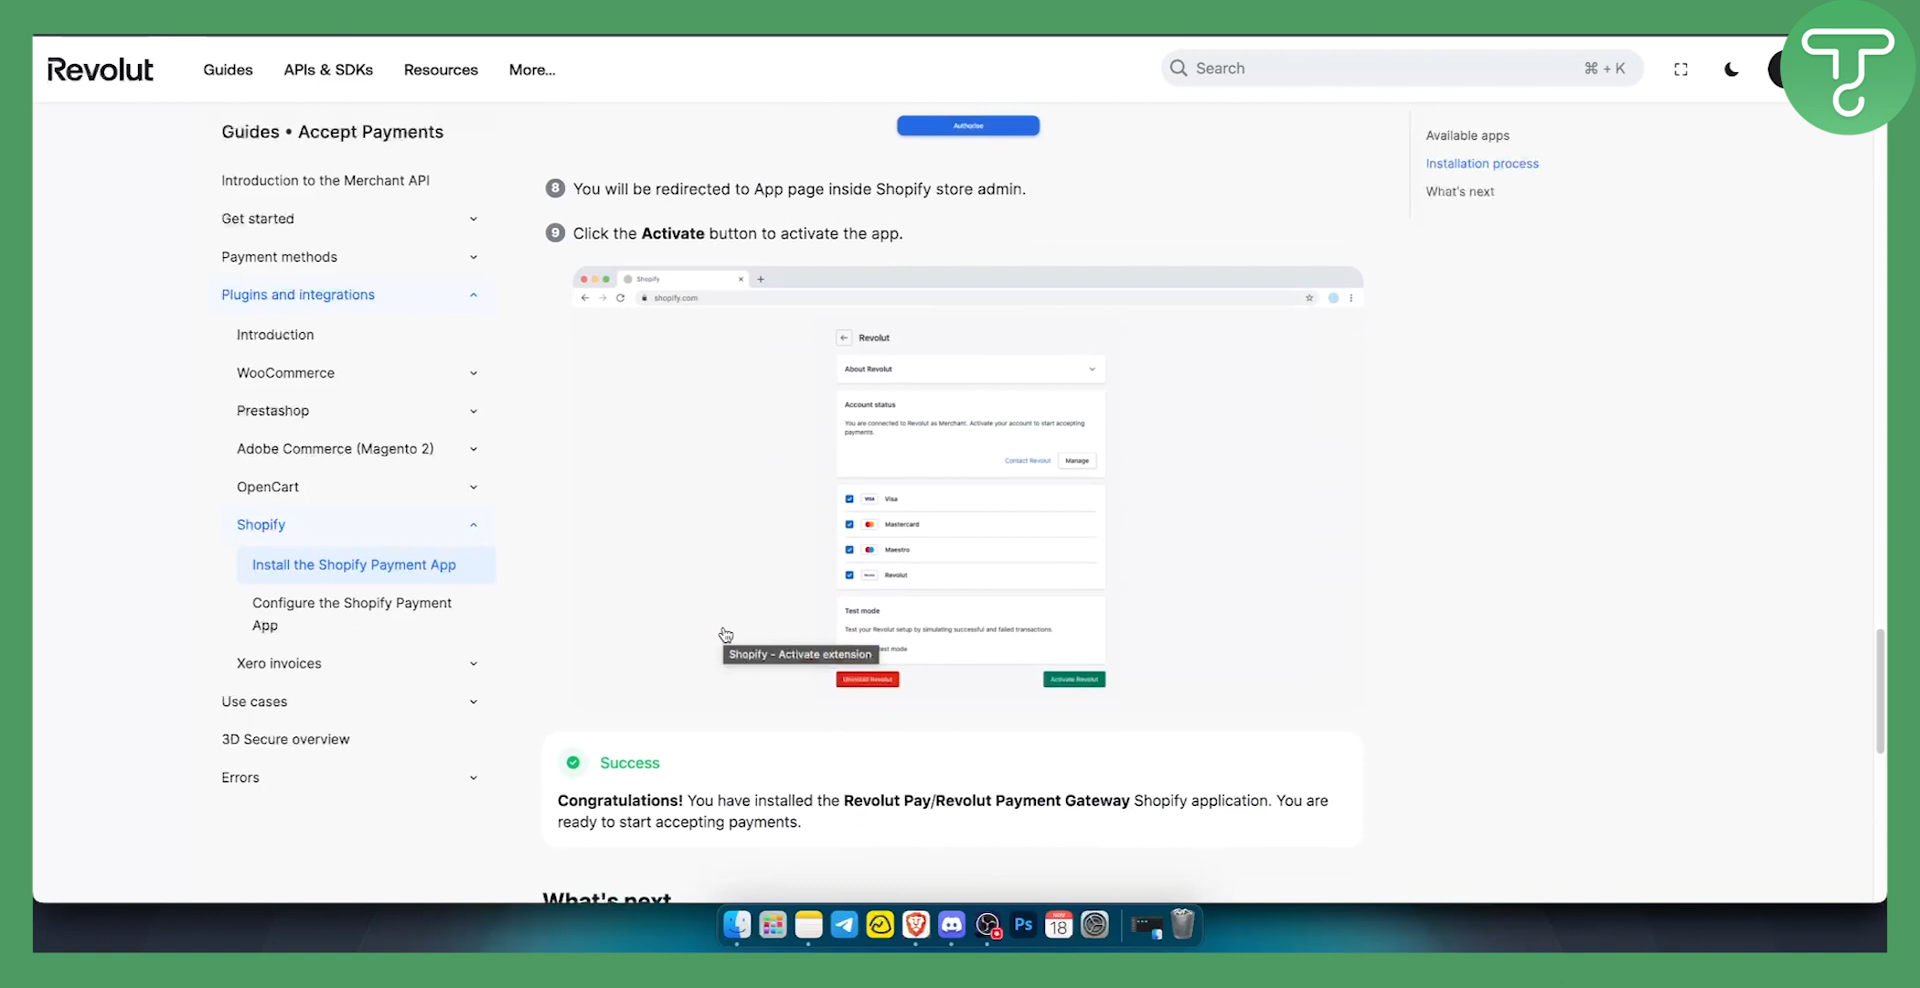 Revolut
Guides
APIs & SDKs
Resources
More...
Search
⌘ + K
Guides • Accept Payments
Introduction to the Merchant API
Get started
Payment methods
Plugins and integrations
Introduction
WooCommerce
Prestashop
Adobe Commerce (Magento 2)
OpenCart
Shopify
Install the Shopify Payment App
Configure the Shopify Payment
App
Xero invoices
Use cases
3D Secure overview
Errors
Authorise
8 You will be redirected to App page inside Shopify store admin.
9 Click the Activate button to activate the app.
Shopify
shopify.com
Revolut
About Revolut
Account status
You are connected to Revolut as Merchant. Activate your account to start accepting
payments.
Contact Revolut
Manage
VISA Visa
Mastercard
Maestro
Revolut
Test mode
Test your Revolut setup by simulating successful and failed transactions.
test mode
Shopify - Activate extension
Uninstall Revolut
Activate Revolut
Success
Congratulations! You have installed the Revolut Pay/Revolut Payment Gateway Shopify application. You are
ready to start accepting payments.
What's next
Available apps
Installation process
What's next
Ps
NOV
18